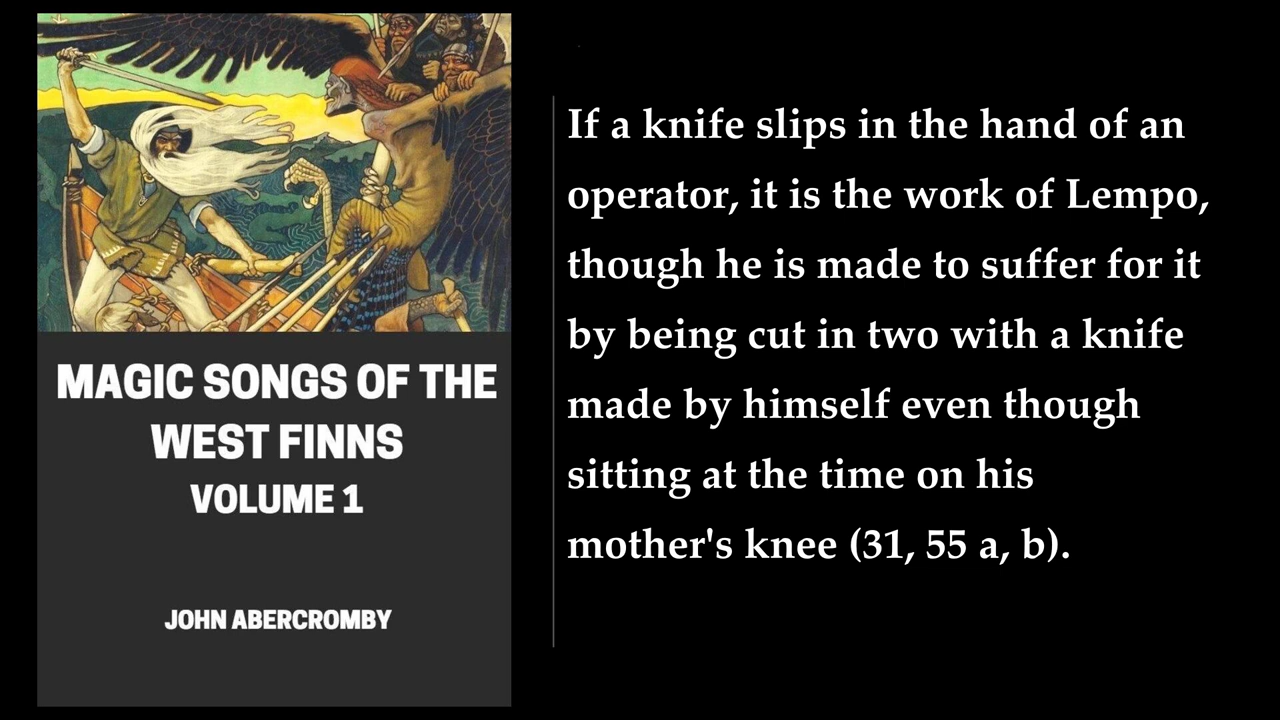 MAGIC SONGS OF THE
WEST FINNS
VOLUME 1
JOHN ABERCROMBY
If a knife slips in the hand of an
operator, it is the work of Lempo,
though he is made to suffer for it
by being cut in two with a knife
made by himself even though
sitting at the time on his
mother's knee (31, 55 a, b).